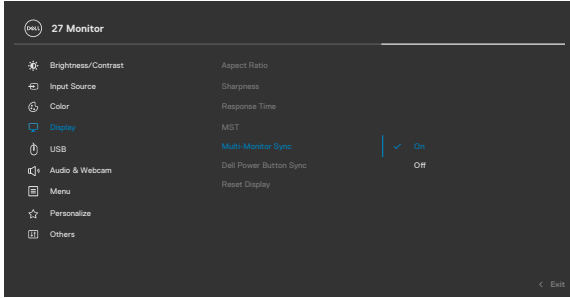 DELL 27 Monitor
Brightness/Contrast
Input Source
Color
Display
USB
Audio & Webcam
Menu
Personalize
Others
Aspect Ratio
Sharpness
Response Time
MST
Multi-Monitor Sync
Dell Power Button Sync
Reset Display
On
Off
Exit